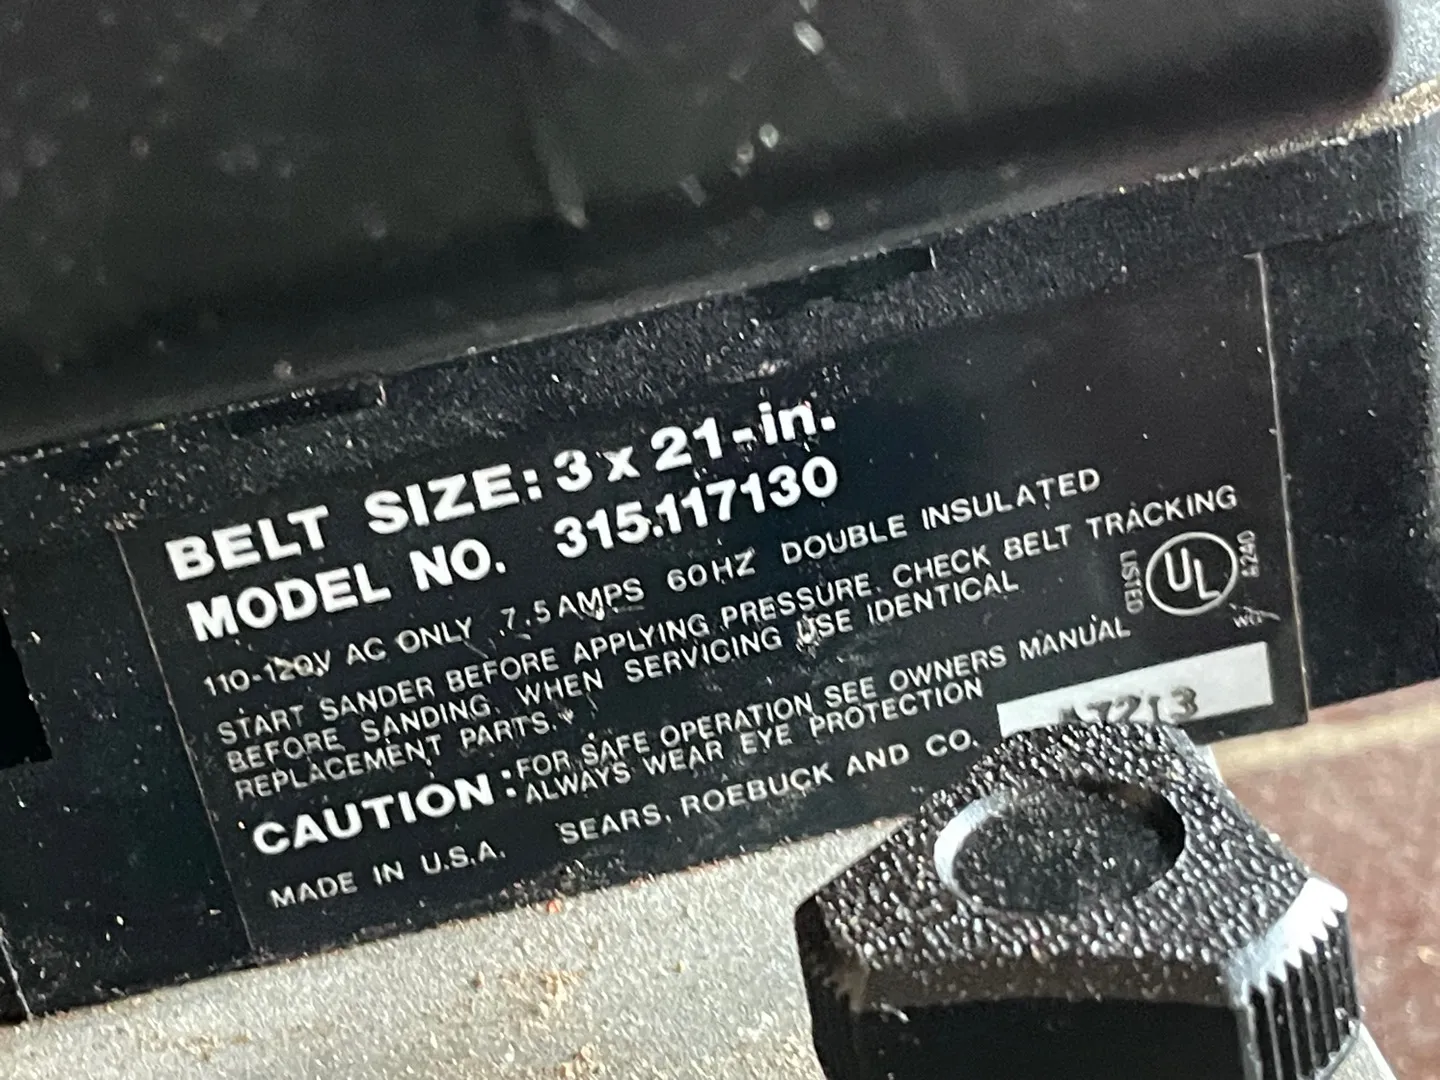 BELT SIZE: 3 x 21-in.
MODEL NO. 315.117130
110-120V AC ONLY 7.5 AMPS 60HZ DOUBLE INSULATED
START SANDER BEFORE APPLYING PRESSURE. CHECK BELT TRACKING
BEFORE SANDING. WHEN SERVICING USE IDENTICAL
REPLACEMENT PARTS.
CAUTION: FOR SAFE OPERATION SEE OWNERS MANUAL
ALWAYS WEAR EYE PROTECTION
MADE IN U.S.A. SEARS, ROEBUCK AND CO.
LISTED
UL
7213